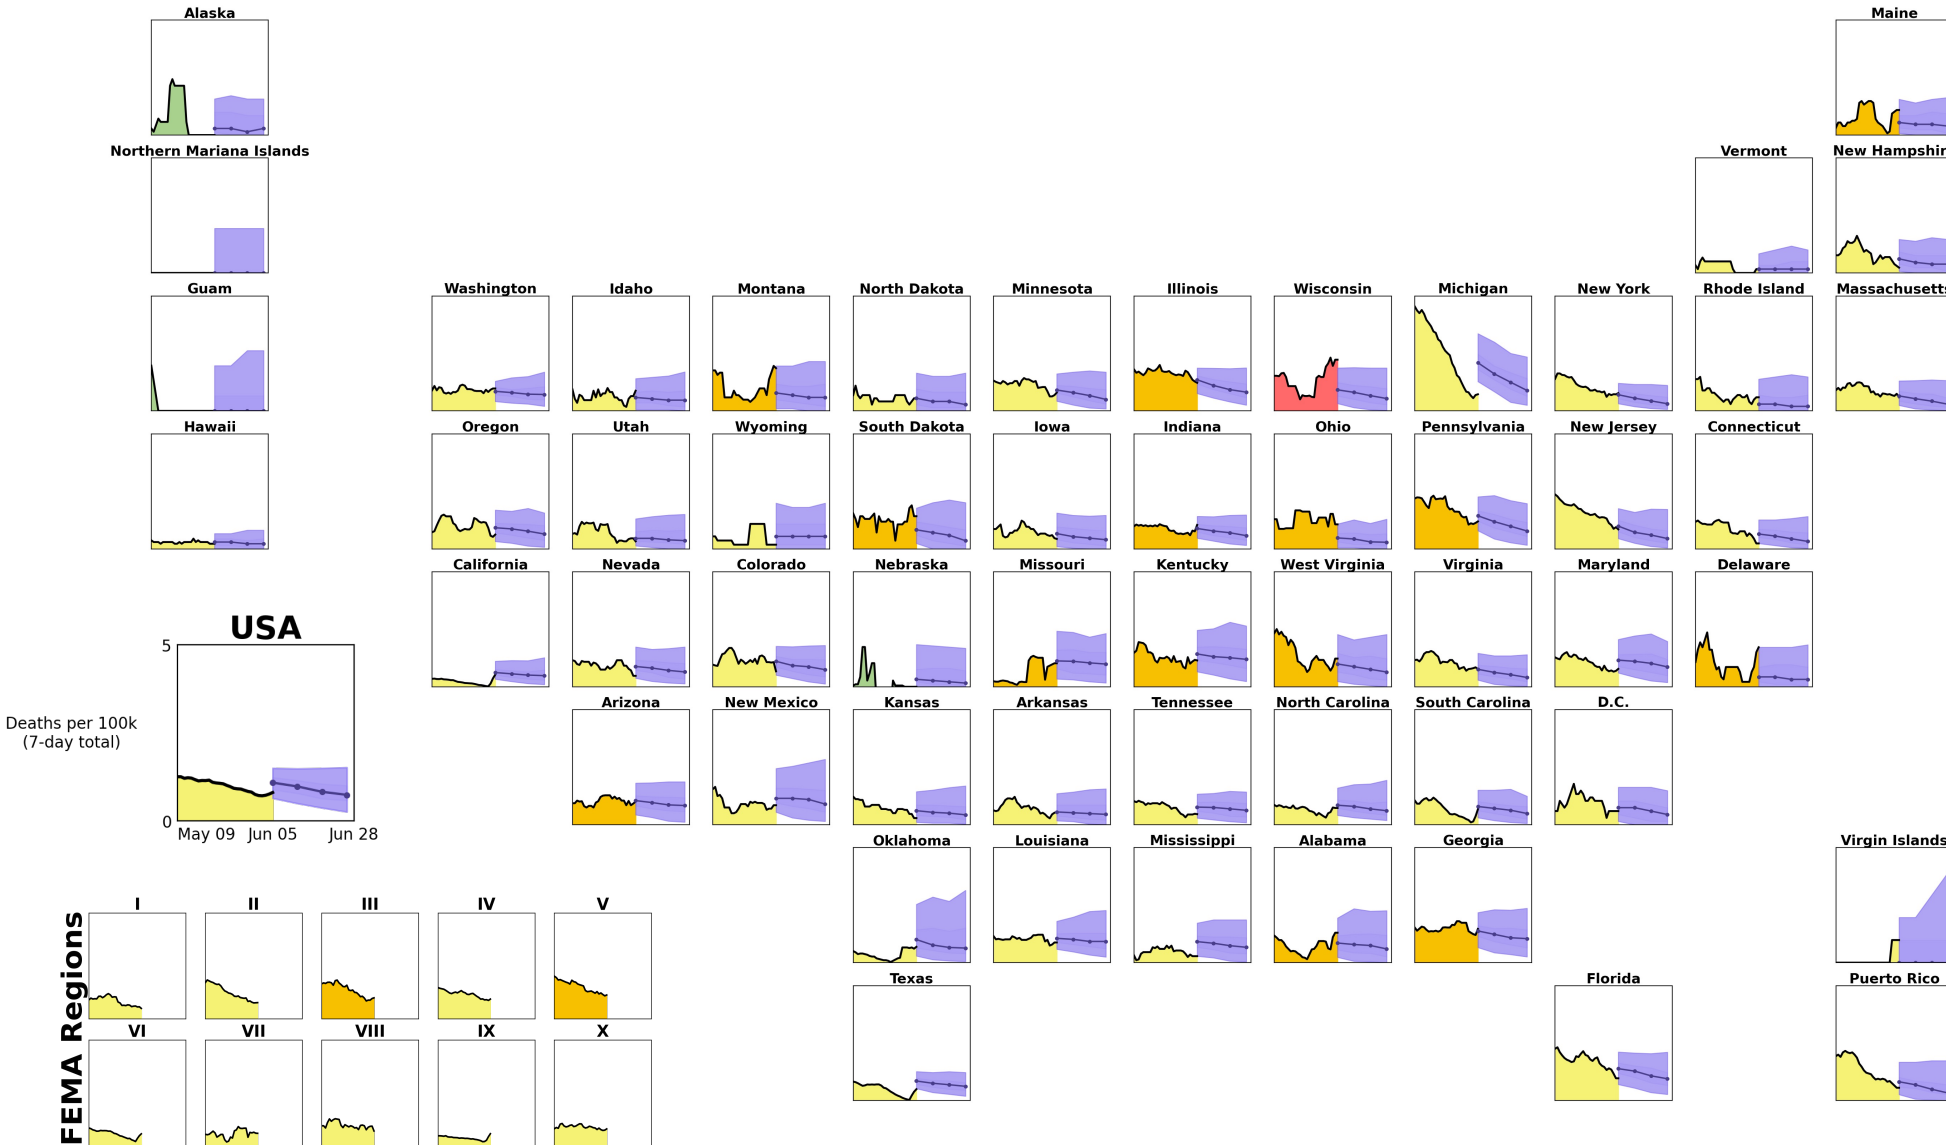 Alaska
Maine
Northern Mariana Islands
Vermont
New Hampshir
Guam
Washington
Idaho
Montana
North Dakota
Minnesota
Illinois
Wisconsin
Michigan
New York
Rhode Island
Massachusetts
Hawaii
Oregon
Utah
Wyoming
South Dakota
Iowa
Indiana
Ohio
Pennsylvania
New Jersey
Connecticut
California
Nevada
Colorado
Nebraska
Missouri
Kentucky
West Virginia
Virginia
Maryland
Delaware
USA
5
Deaths per 100k
(7-day total)
0
May 09
Jun 05
Jun 28
Arizona
New Mexico
Kansas
Arkansas
Tennessee
North Carolina
South Carolina
D.C.
Oklahoma
Louisiana
Mississippi
Alabama
Georgia
Virgin Islands
Texas
Florida
Puerto Rico
FEMA Regions
I
II
III
IV
V
VI
VII
VIII
IX
X